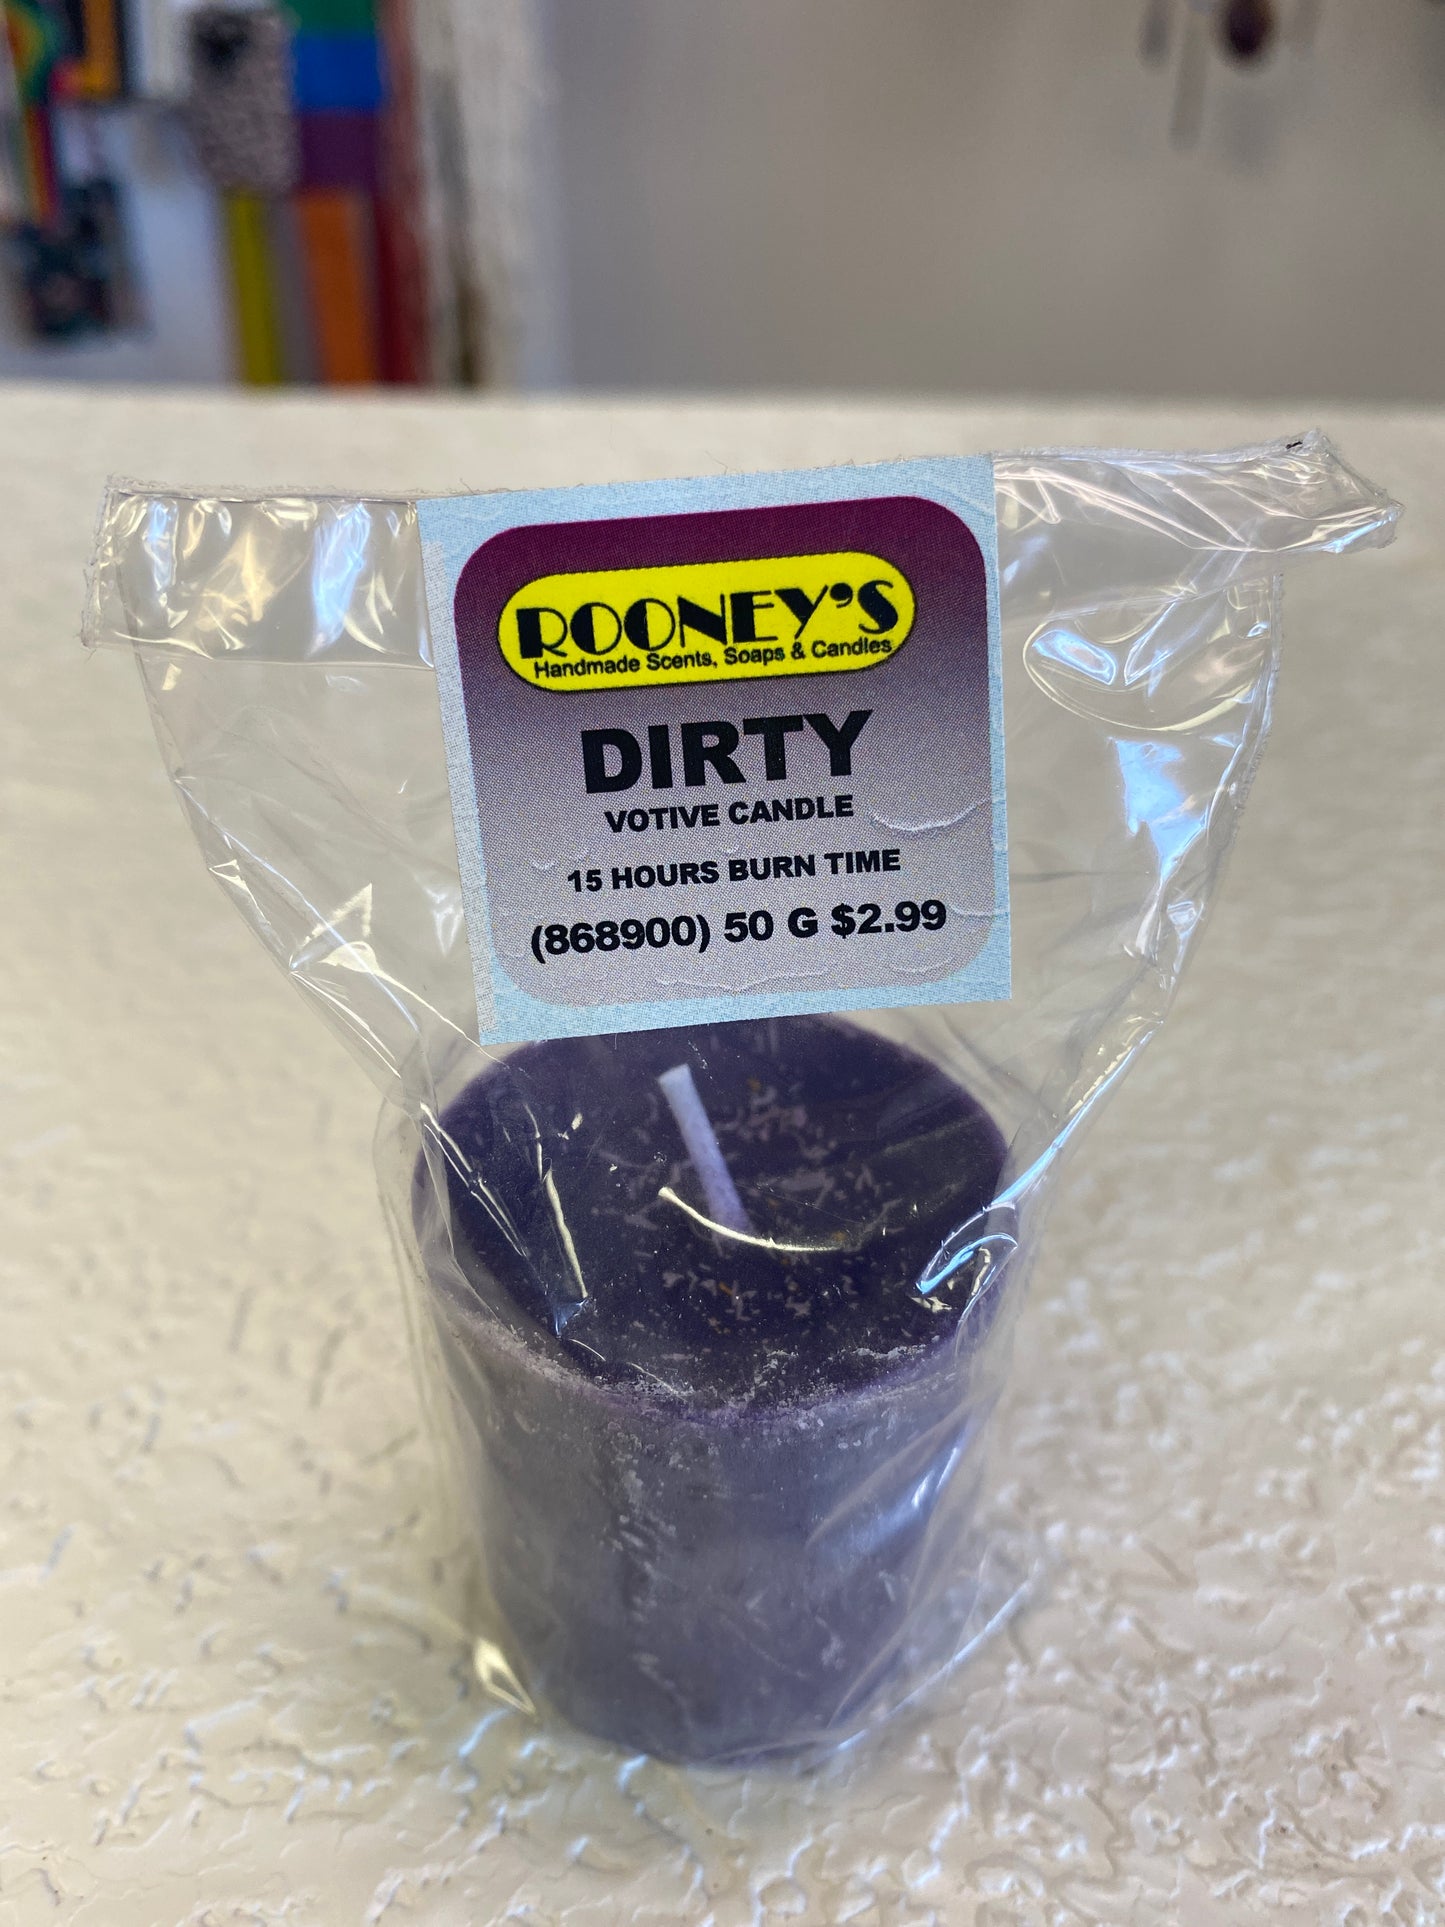 ROONEY'S
Handmade Scents, Soaps & Candles
DIRTY
VOTIVE CANDLE
15 HOURS BURN TIME
(868900) 50 G $2.99